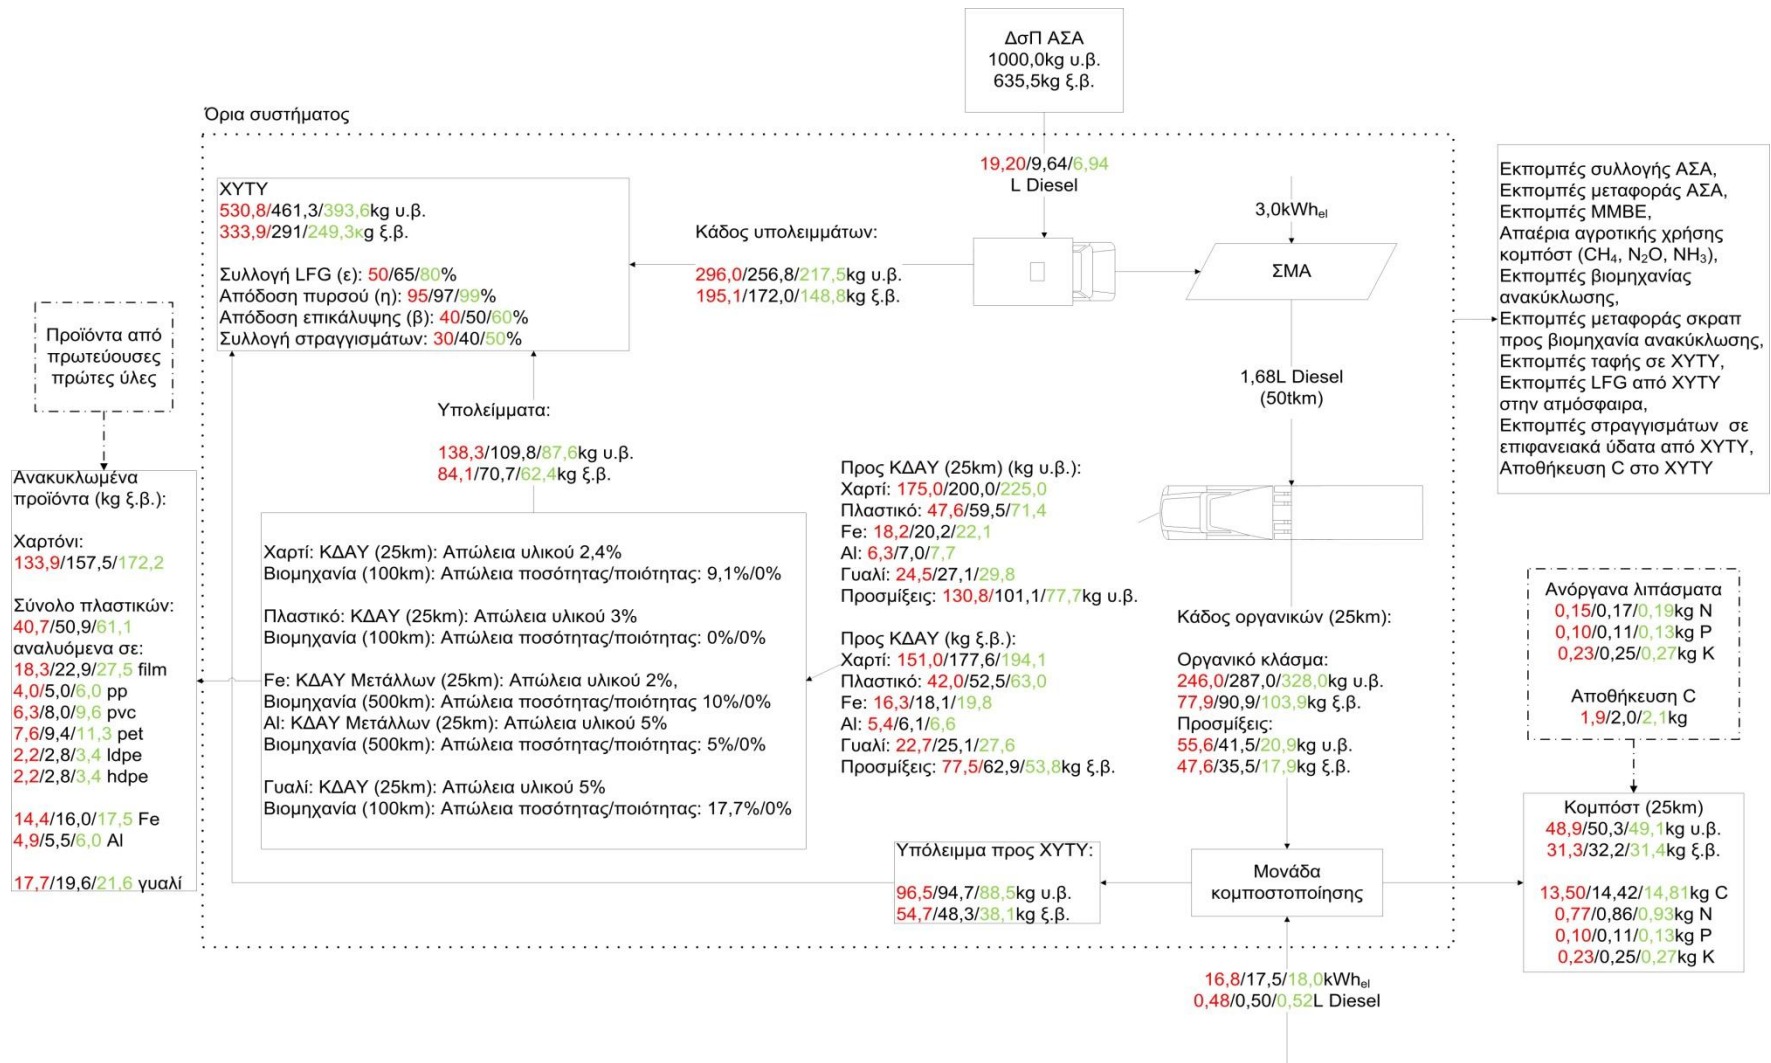 ΔσΠ ΑΣΑ
1000,0kg υ.β.
635,5kg ξ.β.
Όρια συστήματος
19,20/9,64/6,94
L Diesel
ΧΥΤΥ
530,8/461,3/393,6kg υ.β.
333,9/291/249,3κg ξ.β.
Συλλογή LFG (ε): 50/65/80%
Απόδοση πυρσού (η): 95/97/99%
Απόδοση επικάλυψης (β): 40/50/60%
Συλλογή στραγγισμάτων: 30/40/50%
Κάδος υπολειμμάτων:
296,0/256,8/217,5kg υ.β.
195,1/172,0/148,8kg ξ.β.
3,0kWhel
ΣΜΑ
1,68L Diesel
(50tkm)
Εκπομπές συλλογής ΑΣΑ,
Εκπομπές μεταφοράς ΑΣΑ,
Εκπομπές ΜΜΒΕ,
Απαέρια αγροτικής χρήσης
κομπόστ (CH4, N2O, NH3),
Εκπομπές βιομηχανίας
ανακύκλωσης,
Εκπομπές μεταφοράς σκραπ
προς βιομηχανία ανακύκλωσης,
Εκπομπές ταφής σε ΧΥΤΥ,
Εκπομπές LFG από ΧΥΤΥ
στην ατμόσφαιρα,
Εκπομπές στραγγισμάτων σε
επιφανειακά ύδατα από ΧΥΤΥ,
Αποθήκευση C στο ΧΥΤΥ
Προϊόντα από
πρωτεύουσες
πρώτες ύλες
Υπολείμματα:
138,3/109,8/87,6kg υ.β.
84,1/70,7/62,4kg ξ.β.
Ανακυκλωμένα
προϊόντα (kg ξ.β.):
Χαρτόνι:
133,9/157,5/172,2
Σύνολο πλαστικών:
40,7/50,9/61,1
αναλυόμενα σε:
18,3/22,9/27,5 film
4,0/5,0/6,0 pp
6,3/8,0/9,6 pvc
7,6/9,4/11,3 pet
2,2/2,8/3,4 ldpe
2,2/2,8/3,4 hdpe
14,4/16,0/17,5 Fe
4,9/5,5/6,0 Al
17,7/19,6/21,6 γυαλί
Χαρτί: ΚΔΑΥ (25km): Απώλεια υλικού 2,4%
Βιομηχανία (100km): Απώλεια ποσότητας/ποιότητας: 9,1%/0%
Πλαστικό: ΚΔΑΥ (25km): Απώλεια υλικού 3%
Βιομηχανία (100km): Απώλεια ποσότητας/ποιότητας: 0%/0%
Fe: ΚΔΑΥ Μετάλλων (25km): Απώλεια υλικού 2%,
Βιομηχανία (500km): Απώλεια ποσότητας/ποιότητας 10%/0%
Al: ΚΔΑΥ Μετάλλων (25km): Απώλεια υλικού 5%
Βιομηχανία (500km): Απώλεια ποσότητας/ποιότητας: 5%/0%
Γυαλί: ΚΔΑΥ (25km): Απώλεια υλικού 5%
Βιομηχανία (100km): Απώλεια ποσότητας/ποιότητας: 17,7%/0%
Προς ΚΔΑΥ (25km) (kg υ.β.):
Χαρτί: 175,0/200,0/225,0
Πλαστικό: 47,6/59,5/71,4
Fe: 18,2/20,2/22,1
Al: 6,3/7,0/7,7
Γυαλί: 24,5/27,1/29,8
Προσμίξεις: 130,8/101,1/77,7kg υ.β.
Προς ΚΔΑΥ (kg ξ.β.):
Χαρτί: 151,0/177,6/194,1
Πλαστικό: 42,0/52,5/63,0
Fe: 16,3/18,1/19,8
Al: 5,4/6,1/6,6
Γυαλί: 22,7/25,1/27,6
Προσμίξεις: 77,5/62,9/53,8kg ξ.β.
Κάδος οργανικών (25km):
Οργανικό κλάσμα:
246,0/287,0/328,0kg υ.β.
77,9/90,9/103,9kg ξ.β.
Προσμίξεις:
55,6/41,5/20,9kg υ.β.
47,6/35,5/17,9kg ξ.β.
Ανόργανα λιπάσματα
0,15/0,17/0,19kg N
0,10/0,11/0,13kg P
0,23/0,25/0,27kg K
Αποθήκευση C
1,9/2,0/2,1kg
Υπόλειμμα προς ΧΥΤΥ:
96,5/94,7/88,5kg υ.β.
54,7/48,3/38,1kg ξ.β.
Μονάδα
κομποστοποίησης
Κομπόστ (25km)
48,9/50,3/49,1kg υ.β.
31,3/32,2/31,4kg ξ.β.
13,50/14,42/14,81kg C
0,77/0,86/0,93kg N
0,10/0,11/0,13kg P
0,23/0,25/0,27kg K
16,8/17,5/18,0kWhel
0,48/0,50/0,52L Diesel